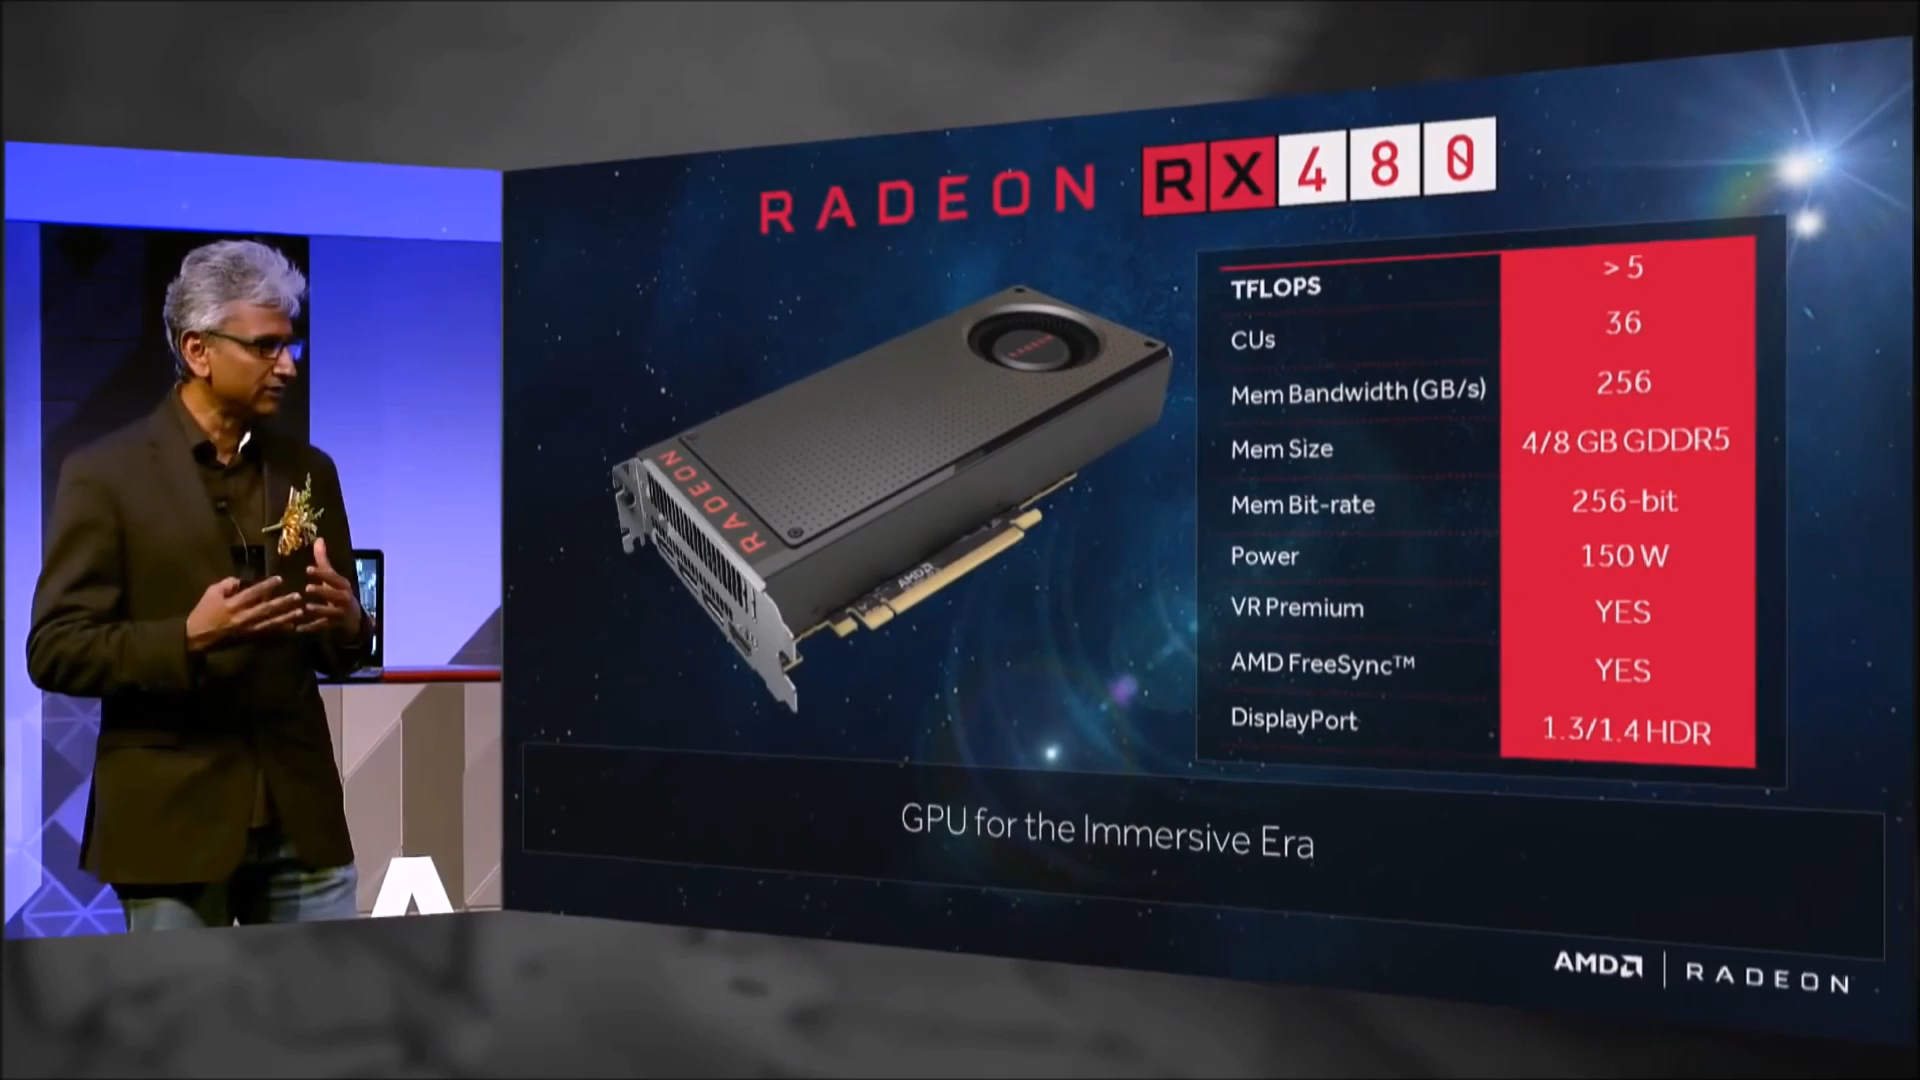 RADEON RX480
TFLOPS > 5
CUs 36
Mem Bandwidth (GB/s) 256
Mem Size 4/8 GB GDDR5
Mem Bit-rate 256-bit
Power 150 W
VR Premium YES
AMD FreeSync™ YES
DisplayPort 1.3/1.4 HDR
RADEON
RADEON
AMD
GPU for the Immersive Era
A
AMD | RADEON